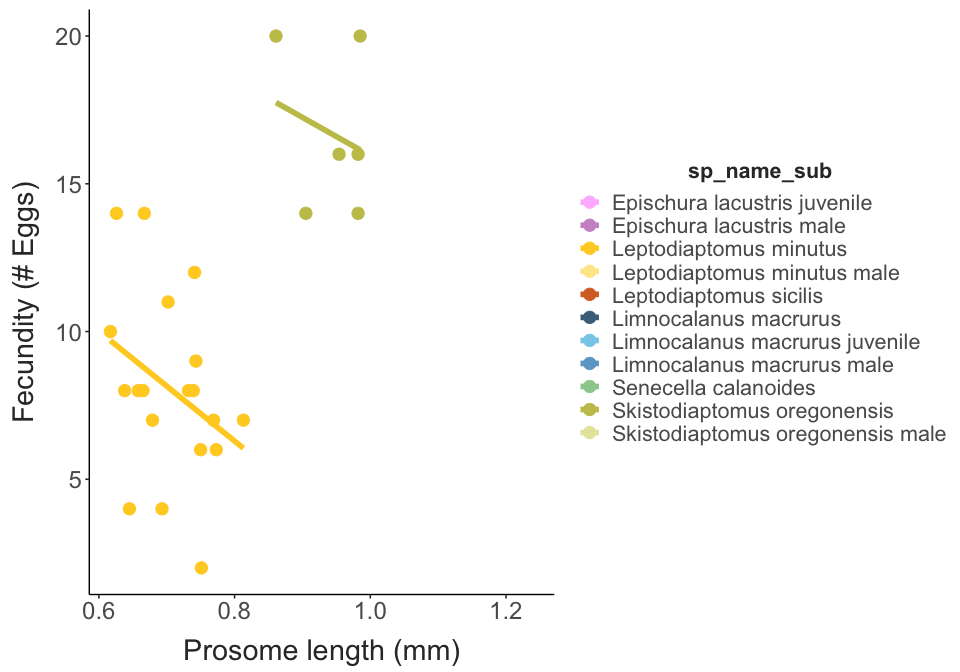 20
15
10
5
Fecundity (# Eggs)
0.6 0.8 1.0 1.2
Prosome length (mm)
sp_name_sub
Epischura lacustris juvenile
Epischura lacustris male
Leptodiaptomus minutus
Leptodiaptomus minutus male
Leptodiaptomus sicilis
Limnocalanus macrurus
Limnocalanus macrurus juvenile
Limnocalanus macrurus male
Senecella calanoides
Skistodiaptomus oregonensis
Skistodiaptomus oregonensis male